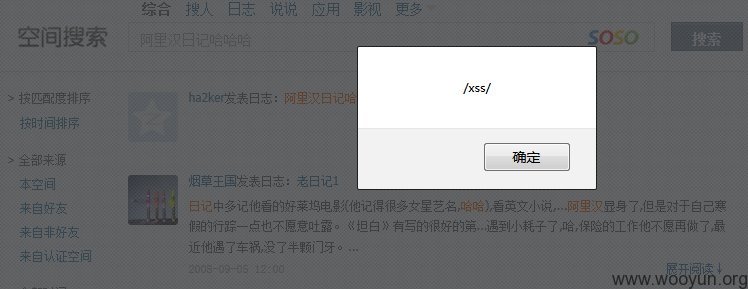 综合 搜人 日志 说说 应用 影视 更多
空间搜索
阿里汉日记哈哈哈
SOSO
搜索
/xss/
确定
> 按匹配度排序
按时间排序
> 全部来源
本空间
来自好友
来自非好友
来自认证空间
ha2ker发表日志：阿里汉日记哈
烟草王国发表日志：老日记1
日记中多记他看的好莱坞电影(他记得很多女星艺名,哈哈),看英文小说,...阿里汉显身了,但是对于自己寒
假的行踪一点也不愿意吐露。《坦白》有写的很好的第...遇到小耗子了,哈,保险的工作他不愿再做了,最
近他遇了车祸,没了半颗门牙。...
2008-09-05 12:00
展开阅读↓
www.wooyun.org